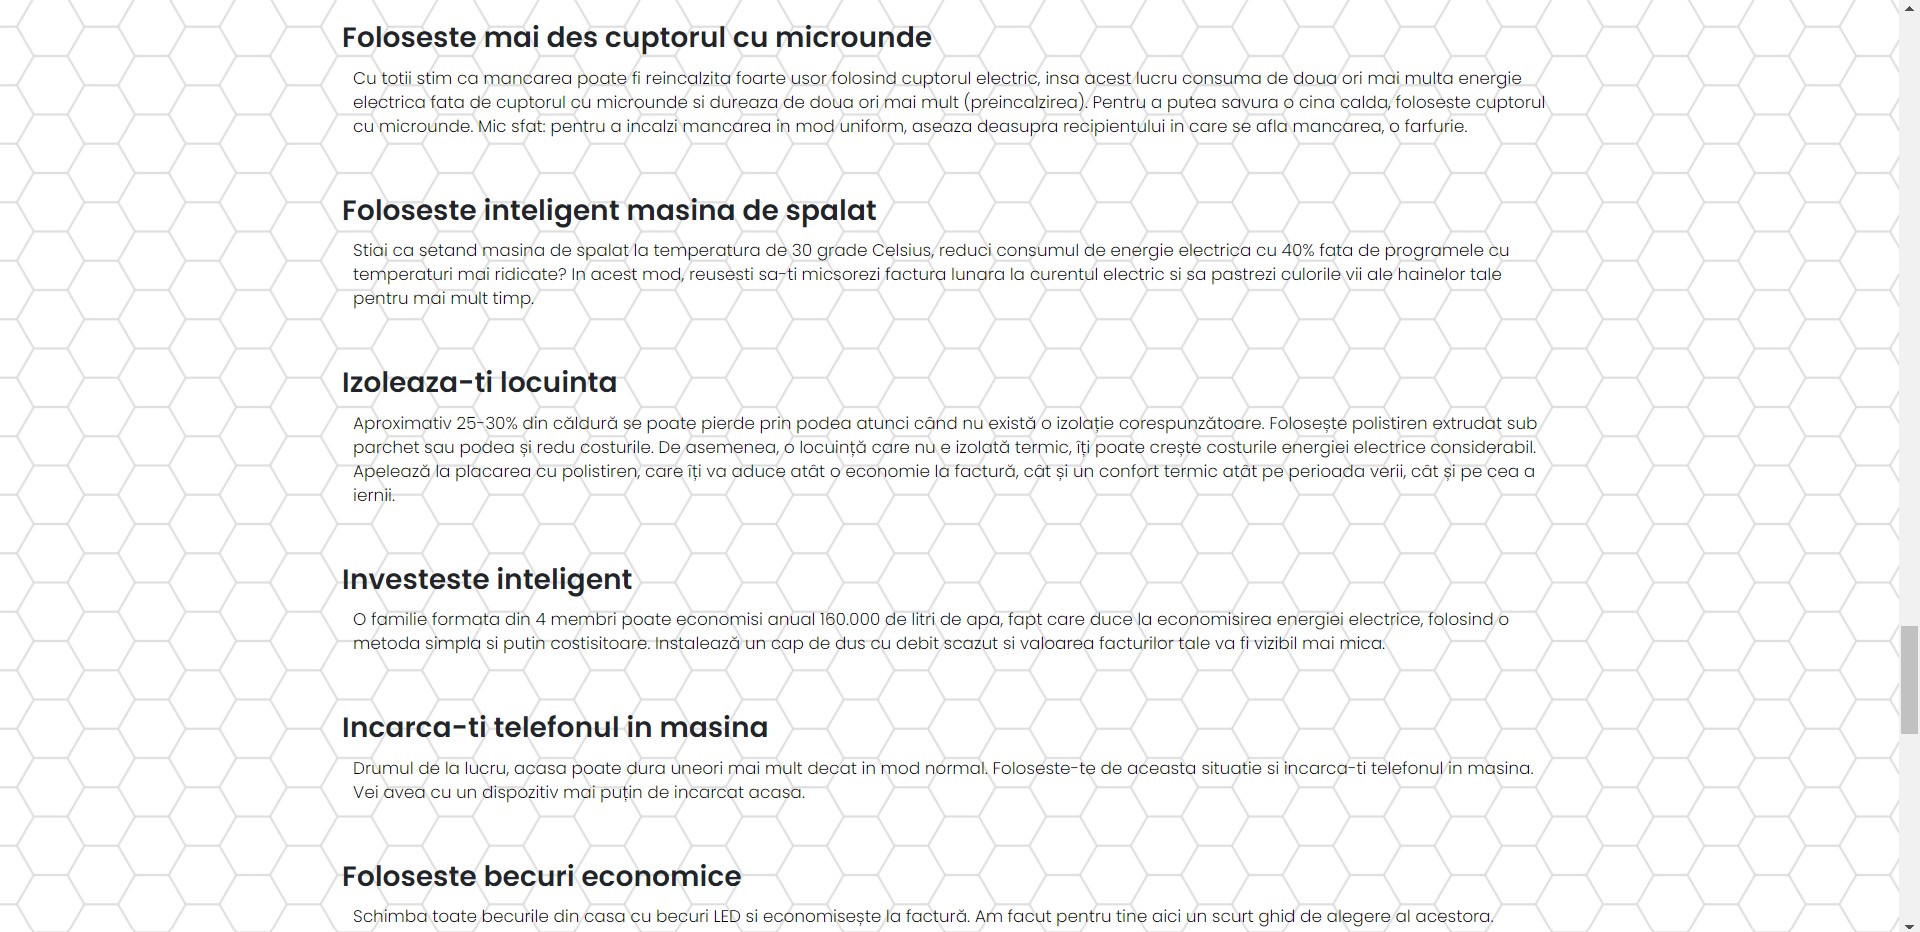 Foloseste mai des cuptorul cu microunde
Cu totii stim ca mancarea poate fi reincalzita foarte usor folosind cuptorul electric, insa acest lucru consuma de doua ori mai multa energie
electrica fata de cuptorul cu microunde si dureaza de doua ori mai mult (preincalzirea). Pentru a putea savura o cina calda, foloseste cuptorul
cu microunde. Mic sfat: pentru a incalzi mancarea in mod uniform, aseaza deasupra recipientului in care se afla mancarea, o farfurie.
Foloseste inteligent masina de spalat
Stiai ca setand masina de spalat la temperatura de 30 grade Celsius, reduci consumul de energie electrica cu 40% fata de programele cu
temperaturi mai ridicate? In acest mod, reusesti sa-ti micsorezi factura lunara la curentul electric si sa pastrezi culorile vii ale hainelor tale
pentru mai mult timp.
Izoleaza-ti locuinta
Aproximativ 25-30% din căldură se poate pierde prin podea atunci când nu există o izolație corespunzătoare. Folosește polistiren extrudat sub
parchet sau podea și redu costurile. De asemenea, o locuință care nu e izolată termic, îți poate crește costurile energiei electrice considerabil.
Apelează la placarea cu polistiren, care îți va aduce atât o economie la factură, cât și un confort termic atât pe perioada verii, cât și pe cea a
iernii.
Investeste inteligent
O familie formata din 4 membri poate economisi anual 160.000 de litri de apa, fapt care duce la economisirea energiei electrice, folosind o
metoda simpla si putin costisitoare. Instalează un cap de dus cu debit scazut si valoarea facturilor tale va fi vizibil mai mica.
Incarca-ti telefonul in masina
Drumul de la lucru, acasa poate dura uneori mai mult decat in mod normal. Foloseste-te de aceasta situatie si incarca-ti telefonul in masina.
Vei avea cu un dispozitiv mai puțin de incarcat acasa.
Foloseste becuri economice
Schimba toate becurile din casa cu becuri LED si economisește la factură. Am facut pentru tine aici un scurt ghid de alegere al acestora.